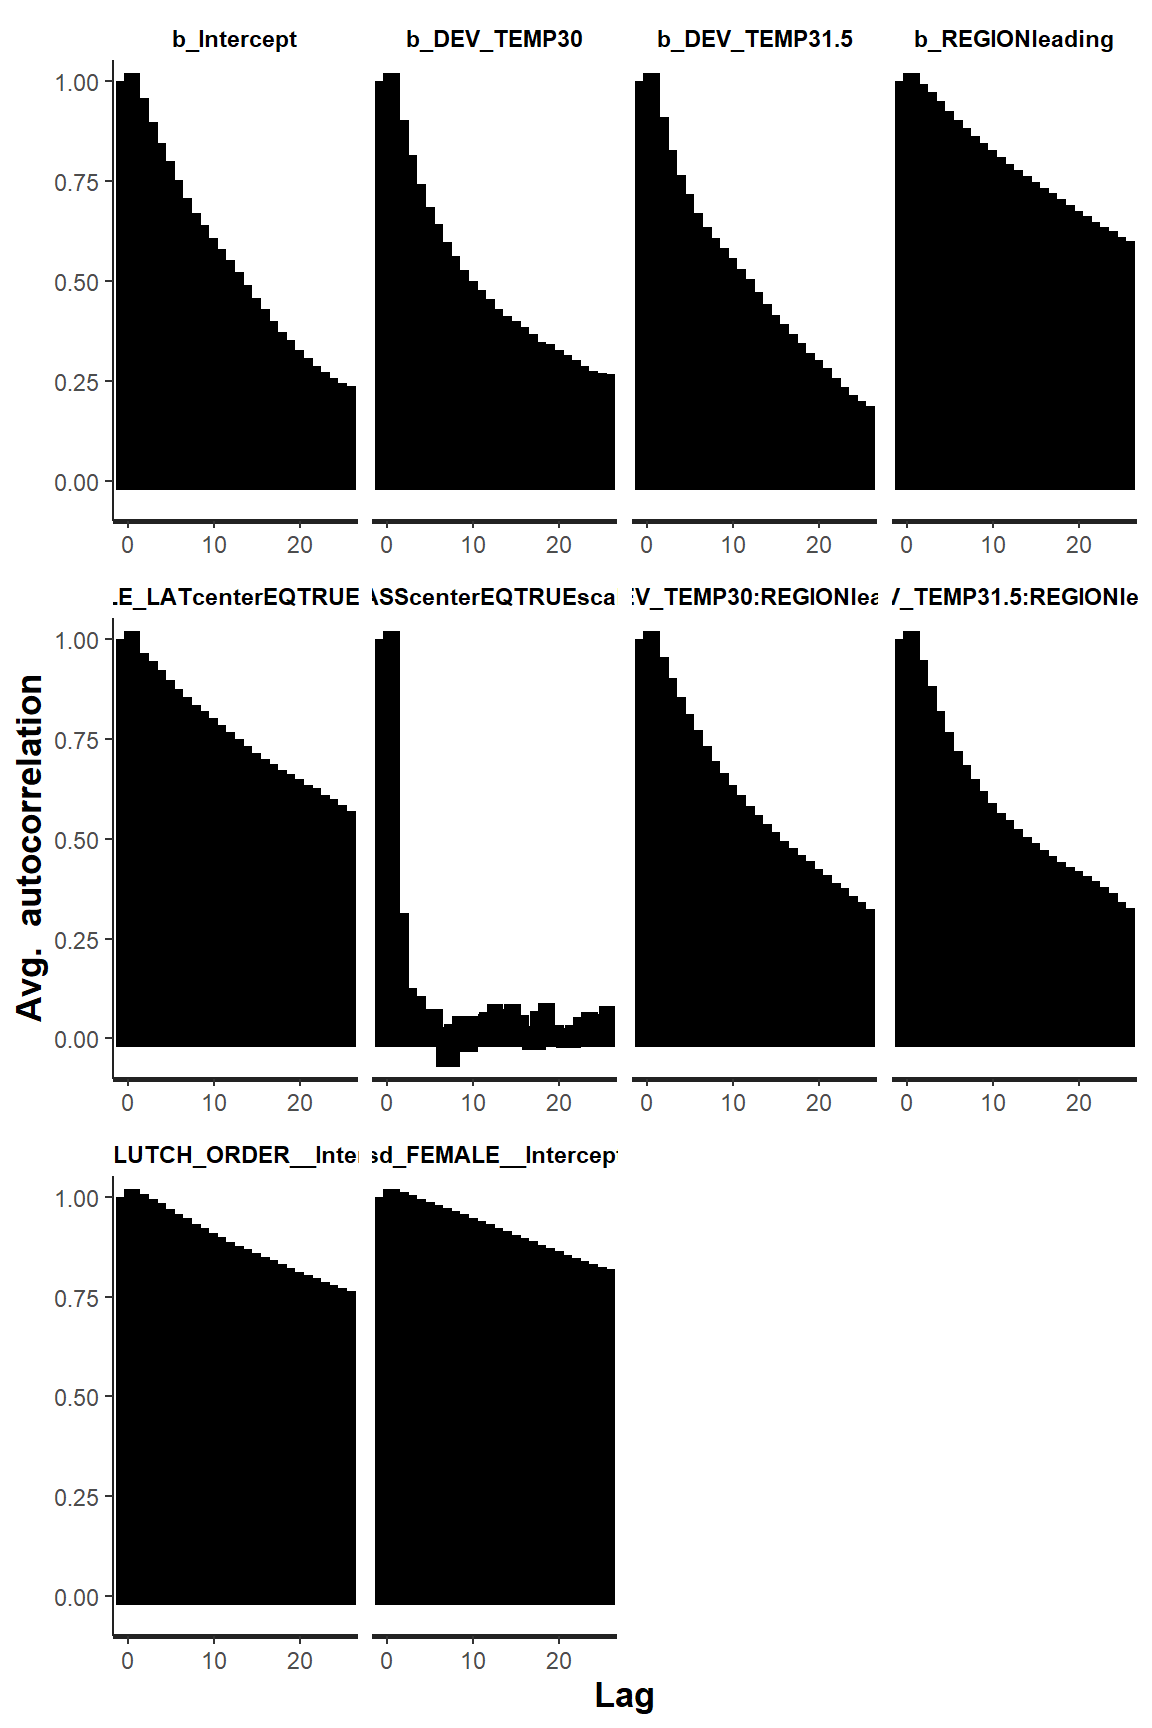 b_Intercept b_DEV_TEMP30 b_DEV_TEMP31.5 b_REGIONleading
1.00
0.75
0.50
0.25
0.00
0 10 20 0 10 20 0 10 20 0 10 20
.E_LATcenterEQTRUE ASScenterEQTRUEsca EV_TEMP30:REGIONlea V_TEMP31.5:REGIONle
1.00
0.75
0.50
0.25
0.00
0 10 20 0 10 20 0 10 20 0 10 20
LUTCH_ORDER__Inter sd_FEMALE__Intercept
1.00
0.75
0.50
0.25
0.00
0 10 20 0 10 20
Avg. autocorrelation
Lag